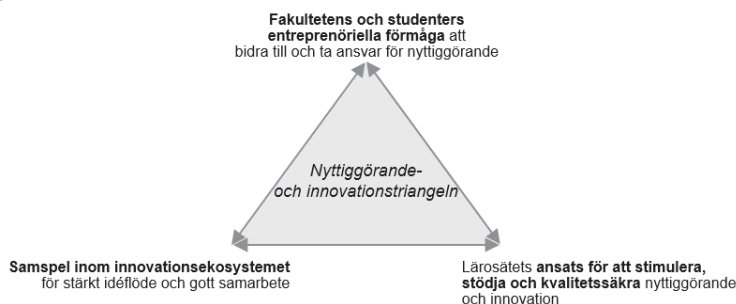 Fakultetens och studenters
entreprenöriella förmåga att
bidra till och ta ansvar för nyttiggörande
Nyttiggörande-
och innovationstriangeln
Samspel inom innovationsekosystemet
för stärkt idéflöde och gott samarbete
Lärosätets ansats för att stimulera,
stödja och kvalitetssäkra nyttiggörande
och innovation